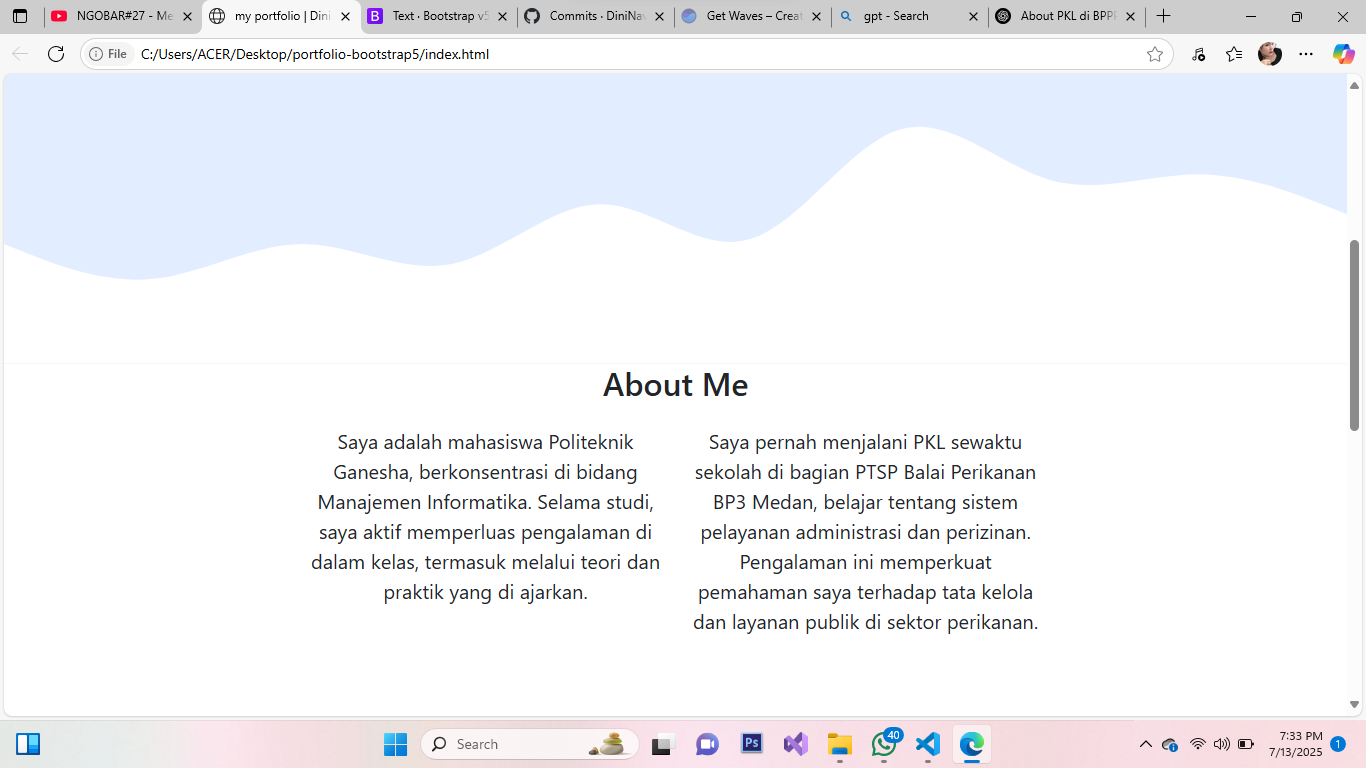 NGOBAR#27 - Me
my portfolio | Dini
Text · Bootstrap v5
Commits · DiniNav
Get Waves – Creat
gpt - Search
About PKL di BPPP
File
C:/Users/ACER/Desktop/portfolio-bootstrap5/index.html
About Me
Saya adalah mahasiswa Politeknik
Ganesha, berkonsentrasi di bidang
Manajemen Informatika. Selama studi,
saya aktif memperluas pengalaman di
dalam kelas, termasuk melalui teori dan
praktik yang di ajarkan.
Saya pernah menjalani PKL sewaktu
sekolah di bagian PTSP Balai Perikanan
BP3 Medan, belajar tentang sistem
pelayanan administrasi dan perizinan.
Pengalaman ini memperkuat
pemahaman saya terhadap tata kelola
dan layanan publik di sektor perikanan.
Search
Ps
40
7:33 PM
7/13/2025
1